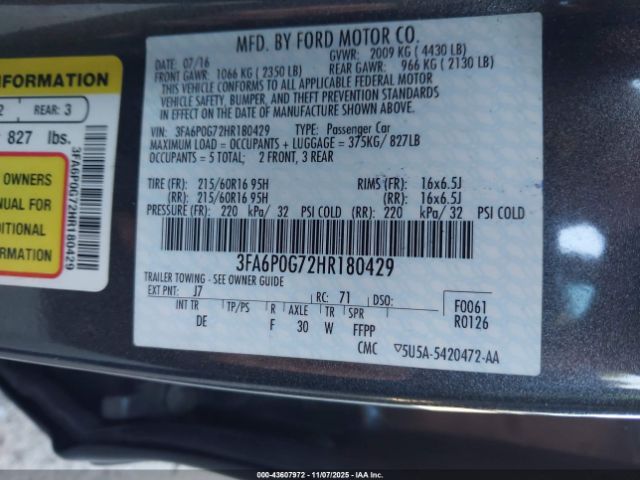 MFD. BY FORD MOTOR CO.
DATE: 07/16 GVWR: 2009 KG ( 4430 LB)
FRONT GAWR: 1066 KG ( 2350 LB) REAR GAWR: 966 KG ( 2130 LB)
THIS VEHICLE CONFORMS TO ALL APPLICABLE FEDERAL MOTOR
VEHICLE SAFETY, BUMPER, AND THEFT PREVENTION STANDARDS
IN EFFECT ON THE DATE OF MANUFACTURE SHOWN ABOVE.
VIN: 3FA6P0G72HR180429 TYPE: Passenger Car
MAXIMUM LOAD = OCCUPANTS + LUGGAGE = 375KG/ 827LB
OCCUPANTS = 5 TOTAL; 2 FRONT, 3 REAR
TIRE (FR): 215/60R16 95H RIMS (FR): 16x6.5J
(RR): 215/60R16 95H (RR): 16x6.5J
PRESSURE (FR): 220 kPa/ 32 PSI COLD (RR): 220 kPa/ 32 PSI COLD
3FA6P0G72HR180429
TRAILER TOWING - SEE OWNER GUIDE
EXT PNT: J7 RC: 71 DSO:
INT TR TP/PS R AXLE TR SPR
DE F 30 W FFPP
F0061
R0126
CMC ▽5U5A-5420472-AA
INFORMATION
2 REAR: 3
827 lbs.
OWNERS
NUAL FOR
DITIONAL
ORMATION
3FA6P0G72HR180429
000-43607972 — 11/07/2025 — IAAI.COM